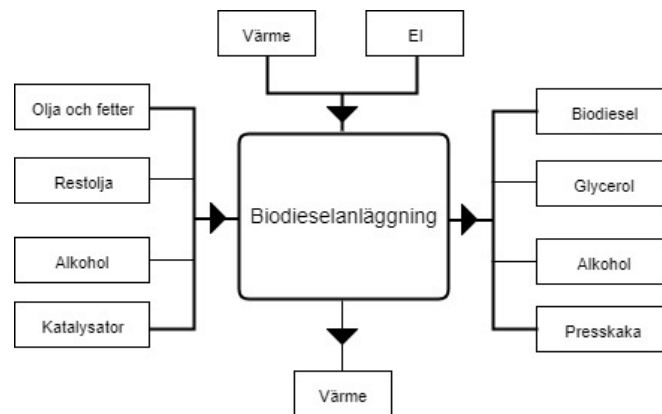 Värme
El
Olja och fetter
Restolja
Alkohol
Katalysator
Biodieselanläggning
Biodiesel
Glycerol
Alkohol
Presskaka
Värme